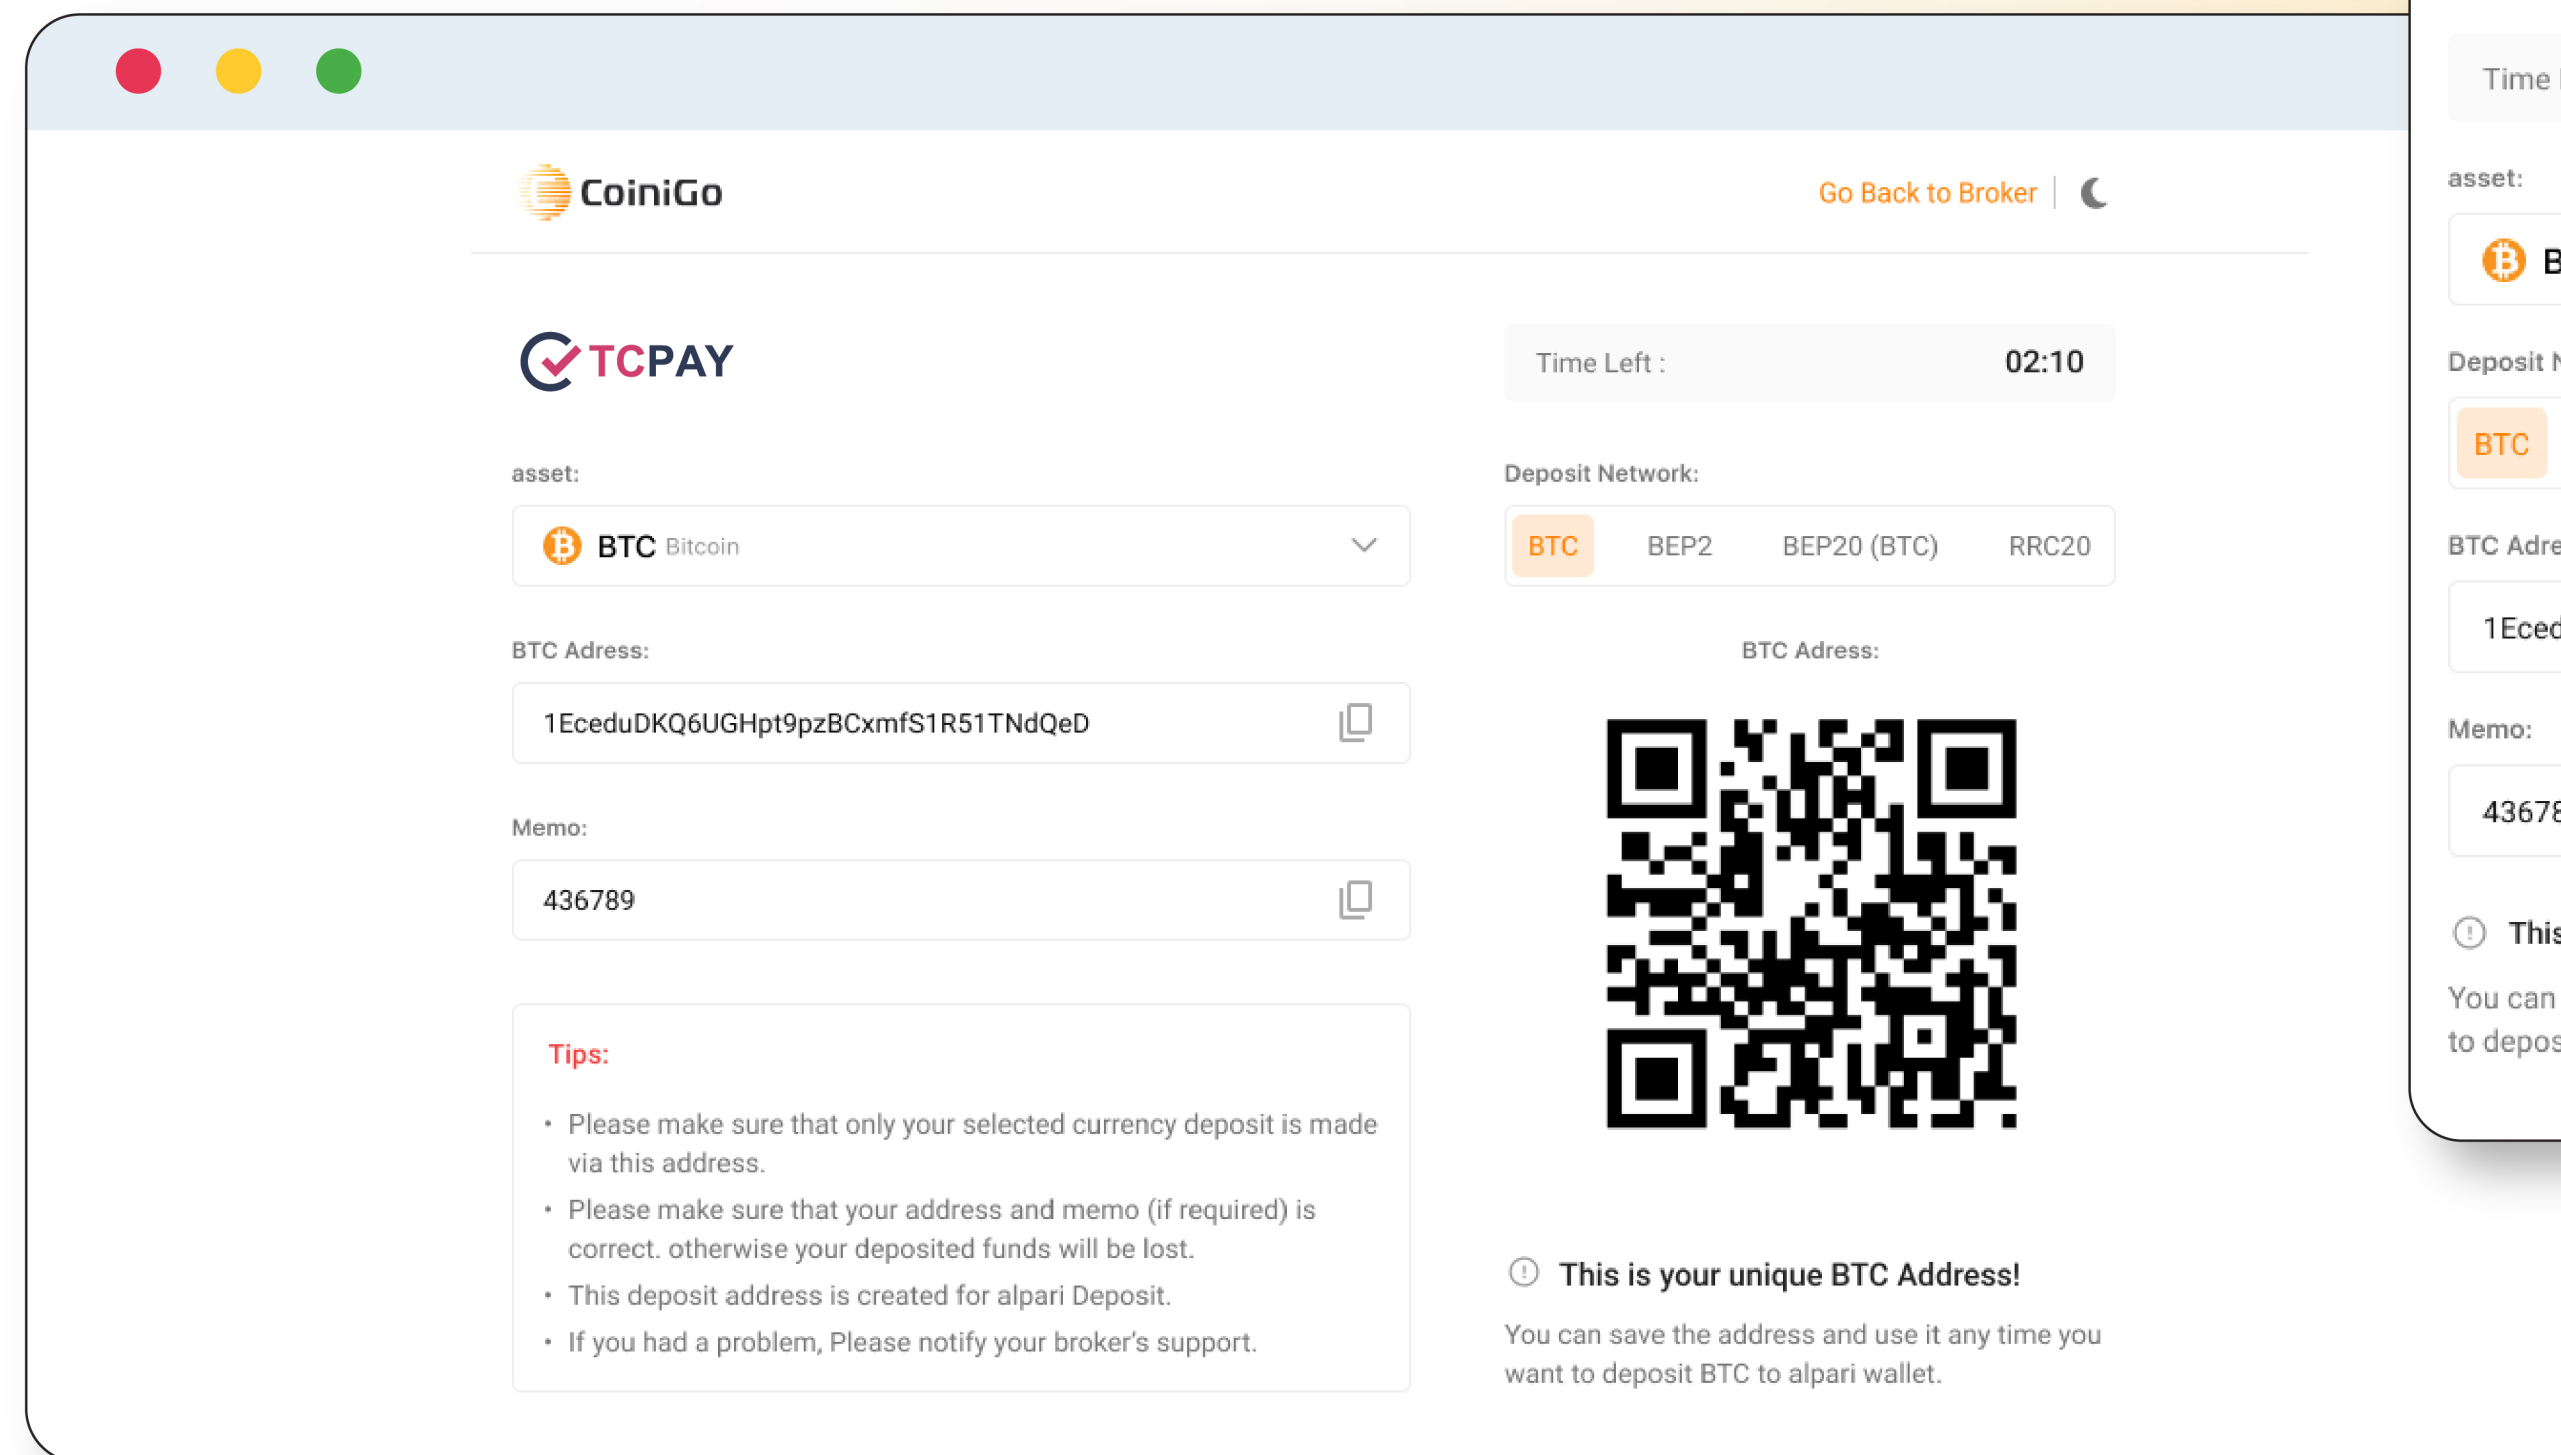 CoiniGo
Go Back to Broker
TCPAY
Time Left :
02:10
asset:
BTC Bitcoin
Deposit Network:
BTC BEP2 BEP20 (BTC) RRC20
BTC Adress:
1EceduDKQ6UGHpt9pzBCxmfS1R51TNdQeD
Memo:
436789
Tips:
• Please make sure that only your selected currency deposit is made
via this address.
• Please make sure that your address and memo (if required) is
correct. otherwise your deposited funds will be lost.
• This deposit address is created for alpari Deposit.
• If you had a problem, Please notify your broker’s support.
BTC Adress:
This is your unique BTC Address!
You can save the address and use it any time you
want to deposit BTC to alpari wallet.
Time
asset:
Deposit
BTC
BTC
Memo:
You can
to